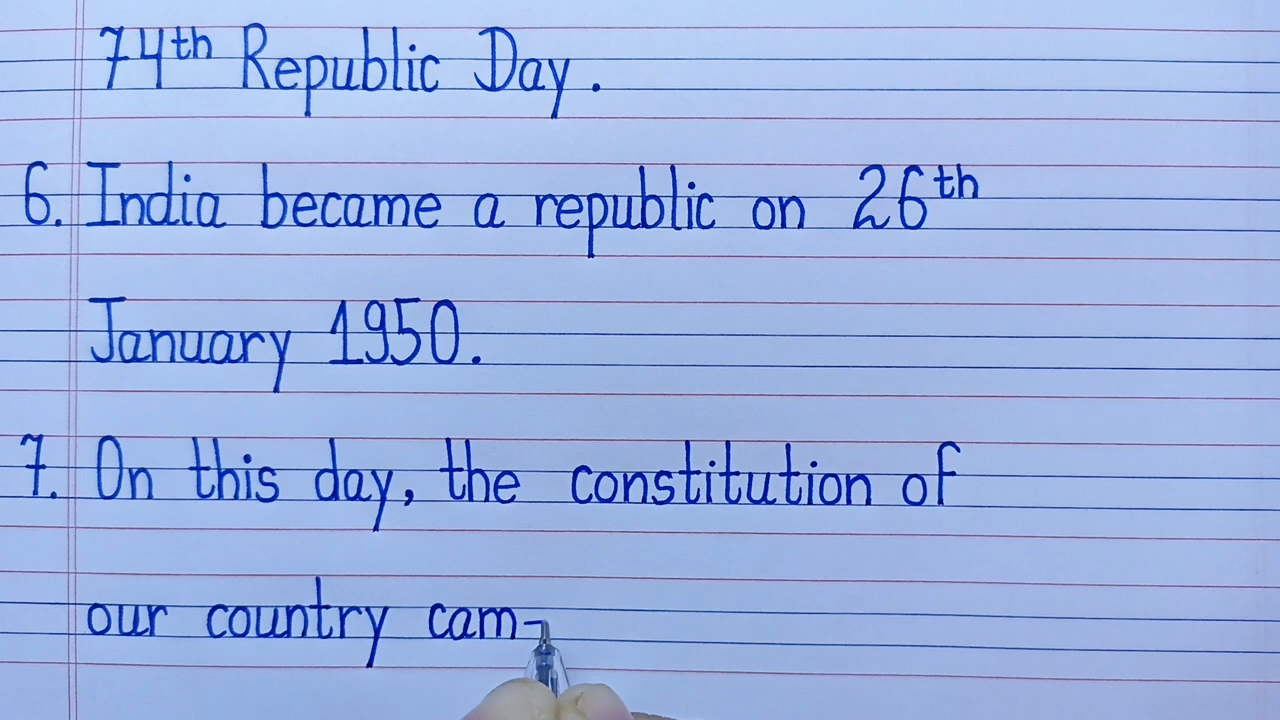 74th Republic Day.
6. India became a republic on 26th
January 1950.
7. On this day, the constitution of
our country cam